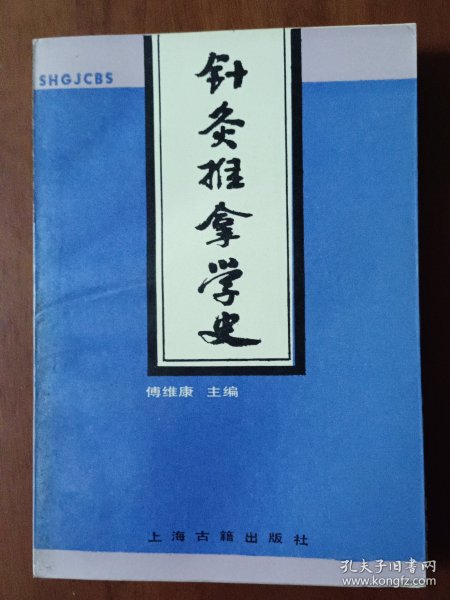 SHGJCBS
针灸推拿学史
傅维康 主编
上海古籍出版社
孔夫子旧书网
www.kongfz.com